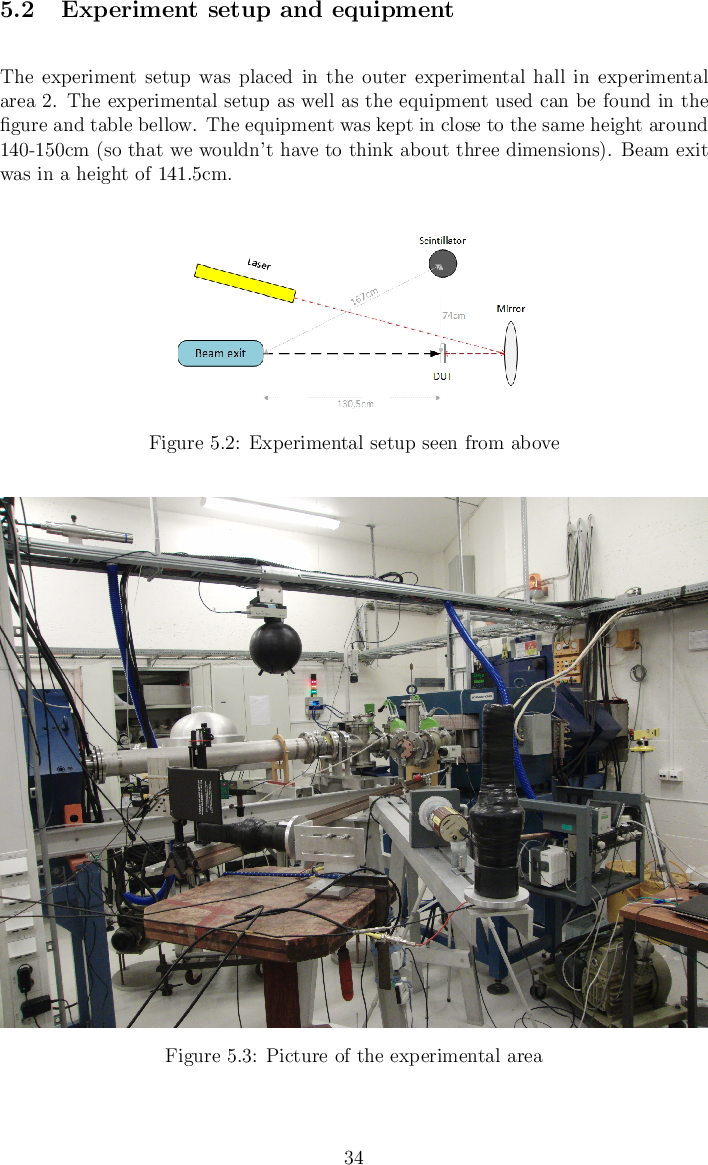 5.2 Experiment setup and equipment
The experiment setup was placed in the outer experimental hall in experimental
area 2. The experimental setup as well as the equipment used can be found in the
figure and table bellow. The equipment was kept in close to the same height around
140-150cm (so that we wouldn't have to think about three dimensions). Beam exit
was in a height of 141.5cm.
Scintillator
Laser
167cm
74cm
Mirror
Beam exit
DUT
130,5cm
Figure 5.2: Experimental setup seen from above
Figure 5.3: Picture of the experimental area
34